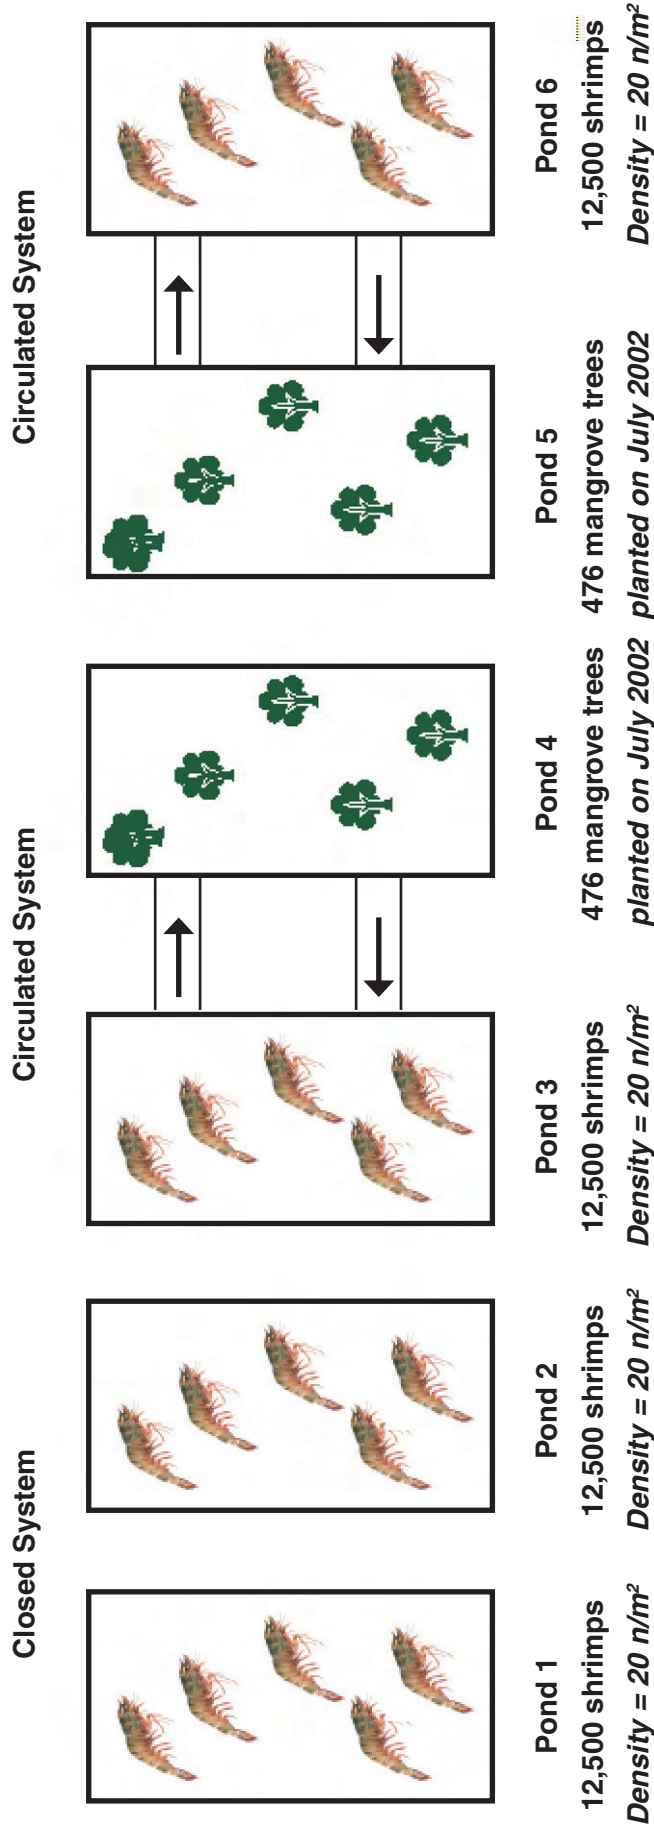 Closed System
Circulated System
Circulated System
Pond 1
12,500 shrimps
Density = 20 n/m²
Pond 2
12,500 shrimps
Density = 20 n/m²
Pond 3
12,500 shrimps
Density = 20 n/m²
Pond 4
476 mangrove trees
planted on July 2002
Pond 5
476 mangrove trees
planted on July 2002
Pond 6
12,500 shrimps
Density = 20 n/m²